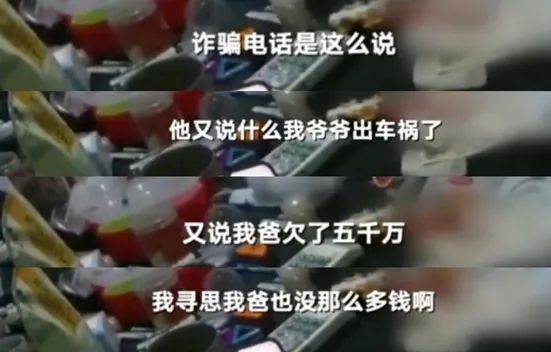 诈骗电话是这么说
他又说什么我爷爷出车祸了
又说我爸欠了五千万
我寻思我爸也没那么多钱啊